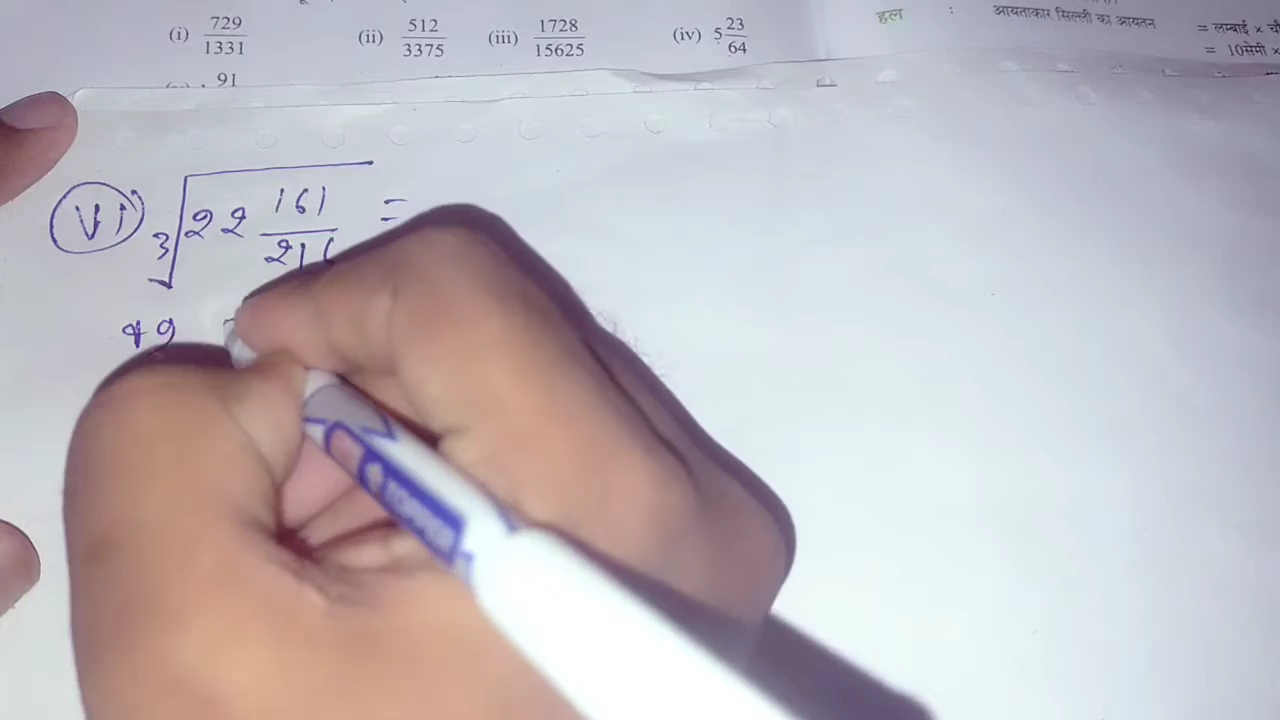 (i) 729/1331 (ii) 512/3375 (iii) 1728/15625 (iv) 5 23/64
हल : आयताकार सिल्ली का आयतन = लम्बाई ×
= 10सेमी ×
91
(vi) ∛22 161/216 =
49